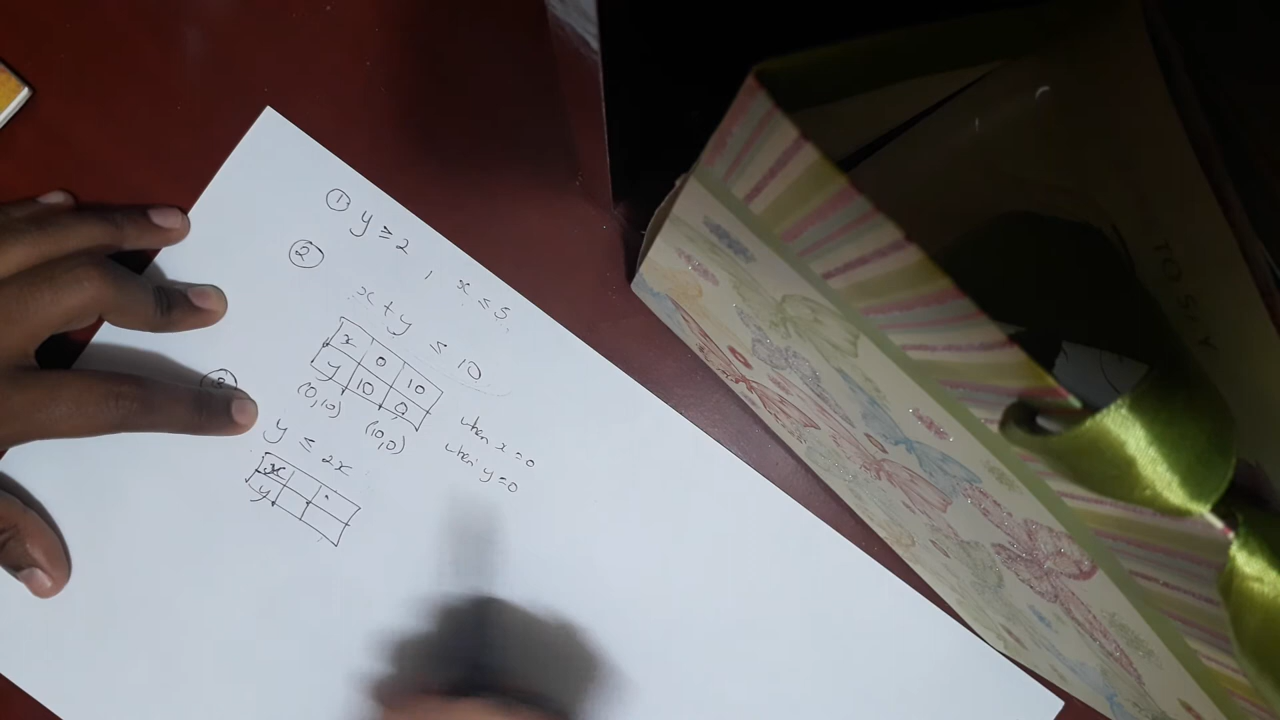 ① y ≥ 2 , x ≤ 5
②
x + y ≤ 10
x 0 10
y 10 0
(0,10) (10,0)
when x = 0
when y = 0
③
y ≤ 2x
x
y